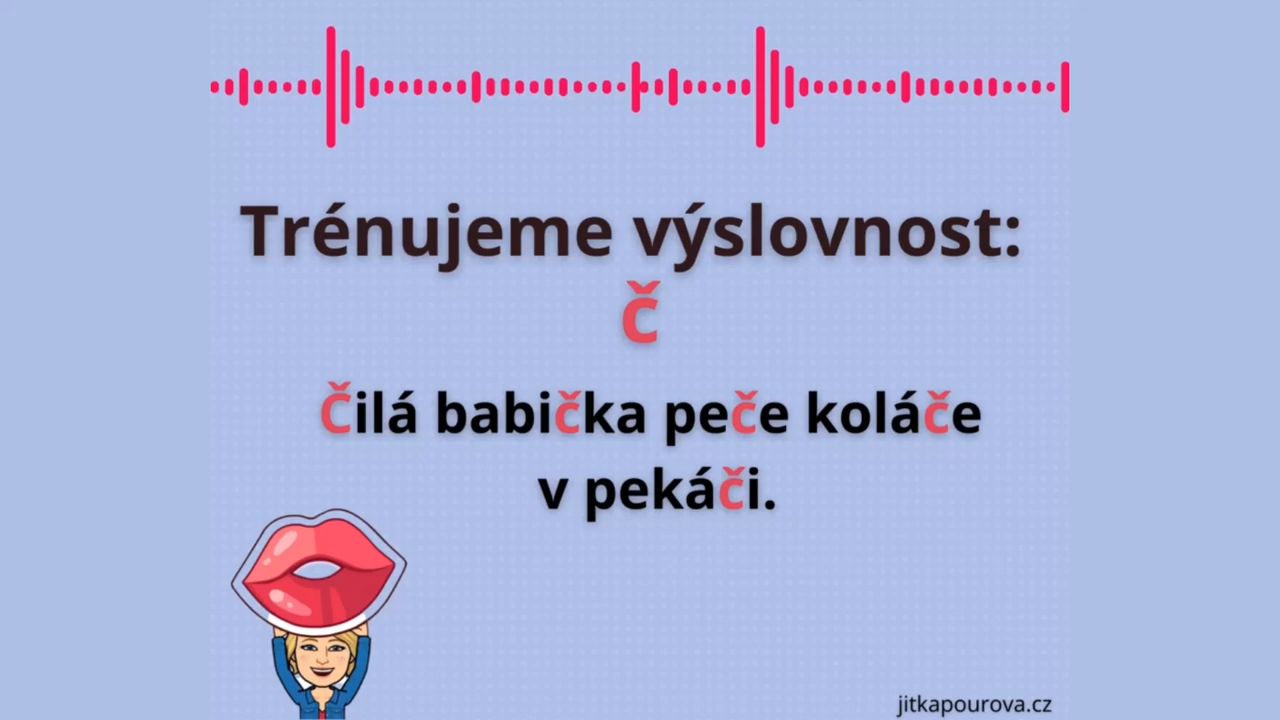 Trénujeme výslovnost:
č
Čilá babička peče koláče
v pekáči.
jitkapourova.cz